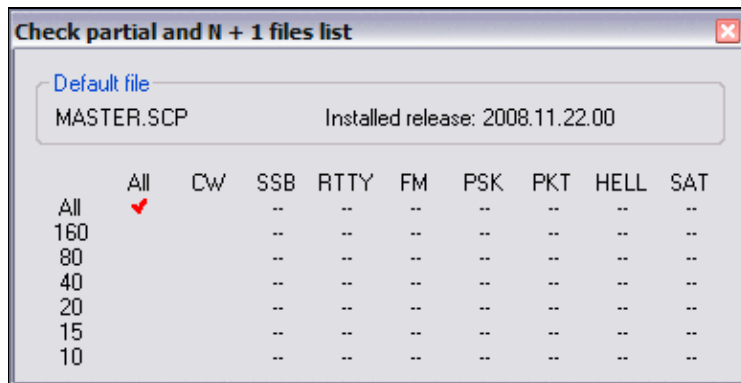 Check partial and N + 1 files list
Default file
MASTER.SCP Installed release: 2008.11.22.00
All CW SSB RTTY FM PSK PKT HELL SAT
All -- -- -- -- -- -- --
160 -- -- -- -- -- -- --
80 -- -- -- -- -- -- --
40 -- -- -- -- -- -- --
20 -- -- -- -- -- -- --
15 -- -- -- -- -- -- --
10 -- -- -- -- -- -- --